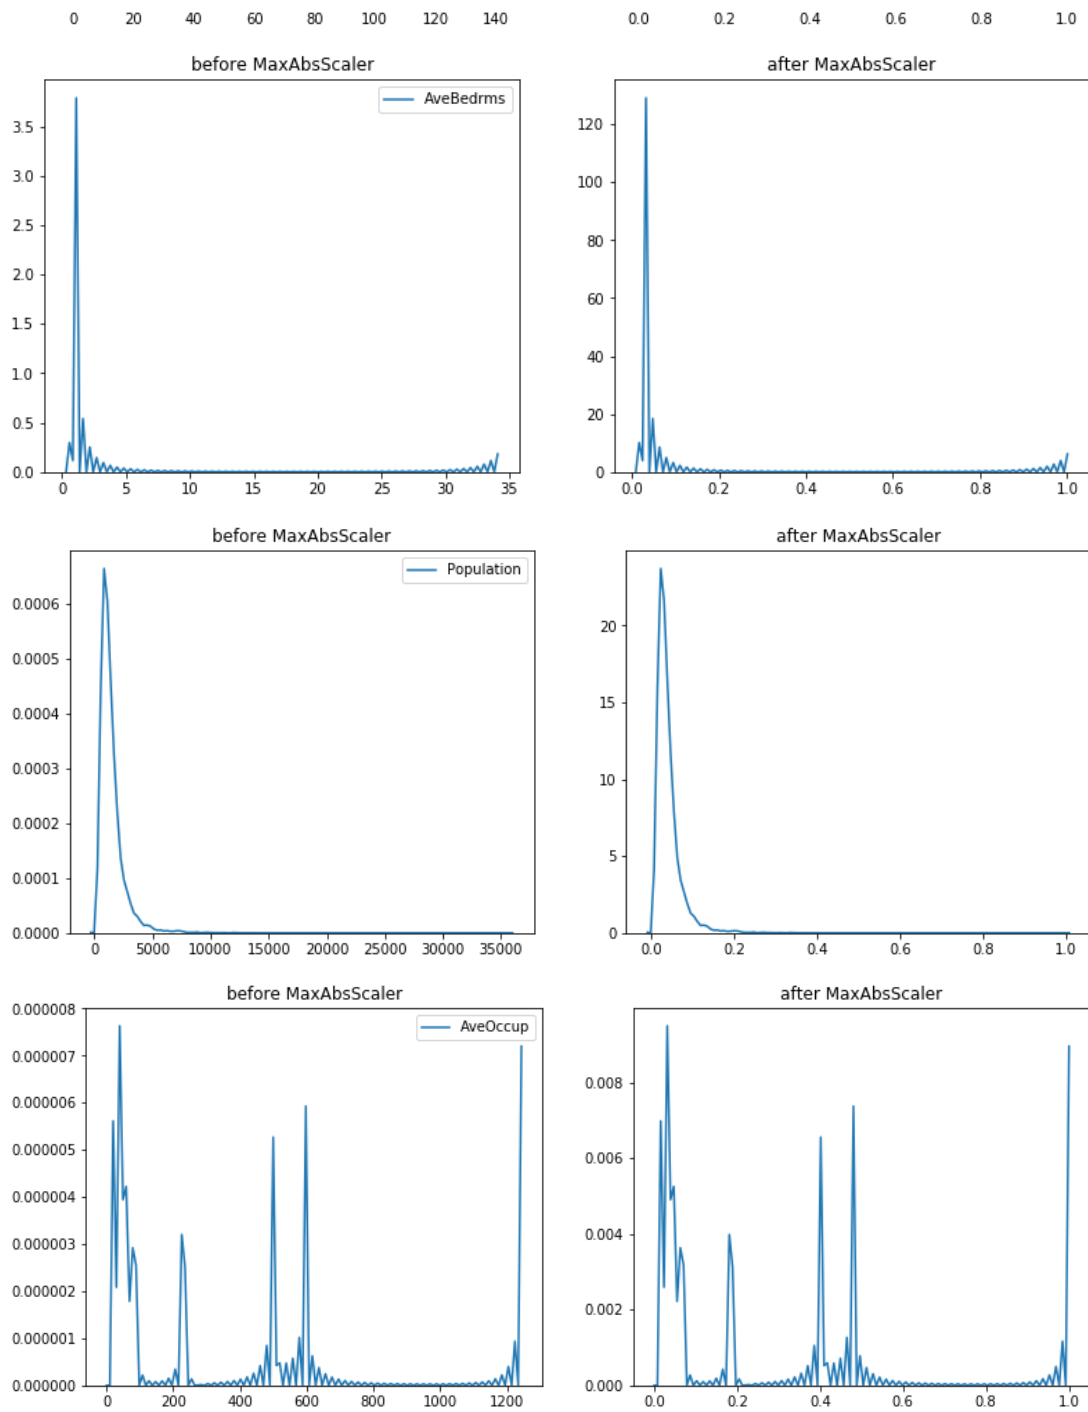 0 20 40 60 80 100 120 140
0.0 0.2 0.4 0.6 0.8 1.0
before MaxAbsScaler
AveBedrms
3.5
3.0
2.5
2.0
1.5
1.0
0.5
0.0
0 5 10 15 20 25 30 35
after MaxAbsScaler
120
100
80
60
40
20
0
0.0 0.2 0.4 0.6 0.8 1.0
before MaxAbsScaler
Population
0.0006
0.0005
0.0004
0.0003
0.0002
0.0001
0.0000
0 5000 10000 15000 20000 25000 30000 35000
after MaxAbsScaler
20
15
10
5
0
0.0 0.2 0.4 0.6 0.8 1.0
before MaxAbsScaler
AveOccup
0.000008
0.000007
0.000006
0.000005
0.000004
0.000003
0.000002
0.000001
0.000000
0 200 400 600 800 1000 1200
after MaxAbsScaler
0.008
0.006
0.004
0.002
0.000
0.0 0.2 0.4 0.6 0.8 1.0